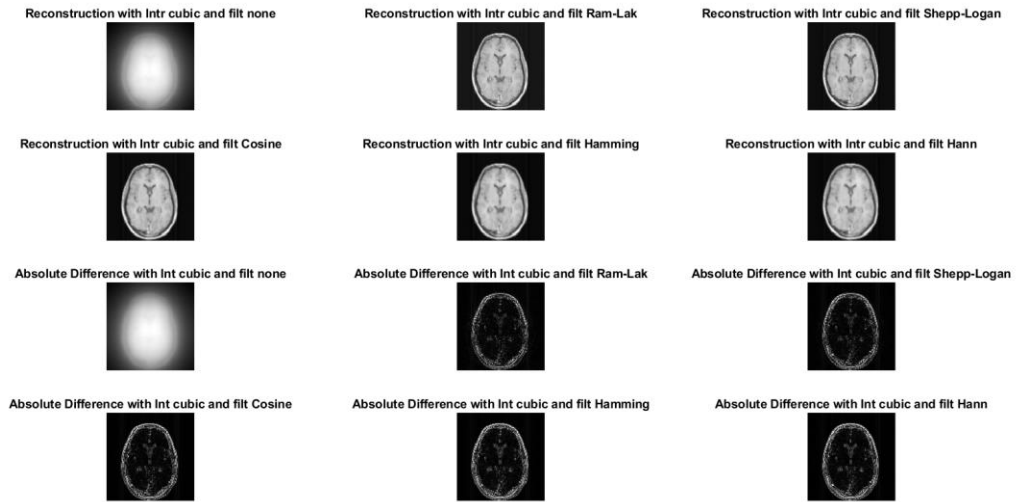 Reconstruction with Intr cubic and filt none
Reconstruction with Intr cubic and filt Ram-Lak
Reconstruction with Intr cubic and filt Shepp-Logan
Reconstruction with Intr cubic and filt Cosine
Reconstruction with Intr cubic and filt Hamming
Reconstruction with Intr cubic and filt Hann
Absolute Difference with Int cubic and filt none
Absolute Difference with Int cubic and filt Ram-Lak
Absolute Difference with Int cubic and filt Shepp-Logan
Absolute Difference with Int cubic and filt Cosine
Absolute Difference with Int cubic and filt Hamming
Absolute Difference with Int cubic and filt Hann